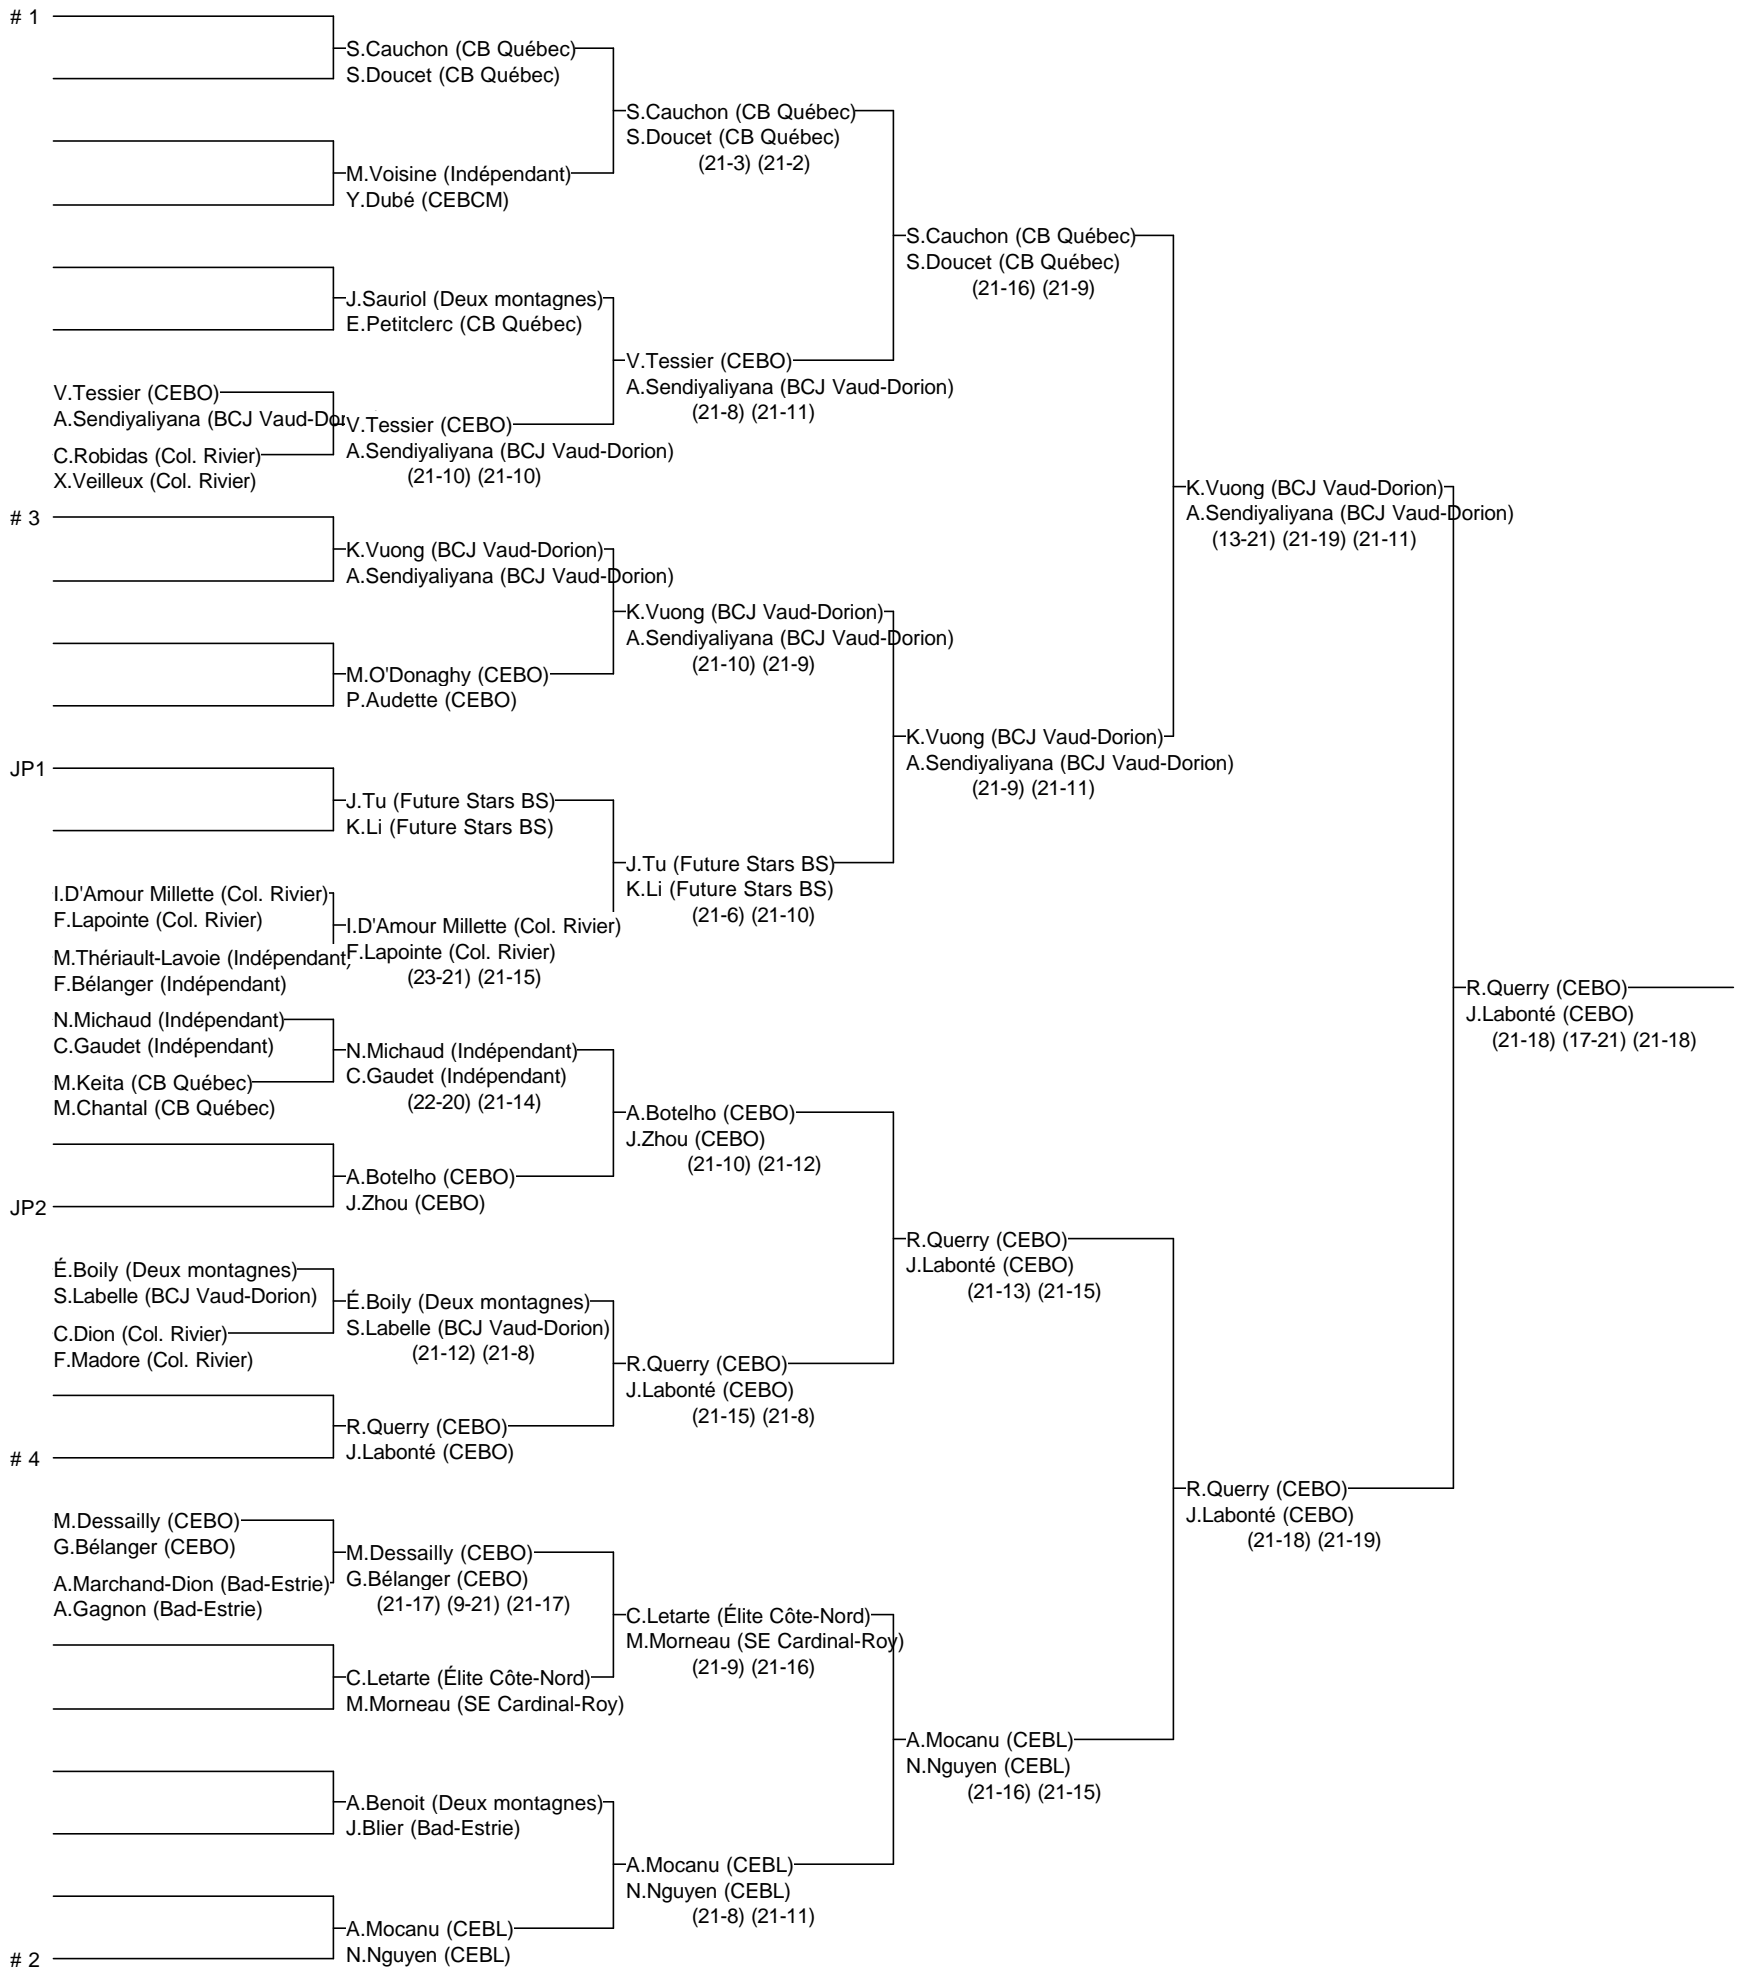 # 1
S.Cauchon (CB Québec)
S.Doucet (CB Québec)
S.Cauchon (CB Québec)
S.Doucet (CB Québec)
(21-3) (21-2)
M.Voisine (Indépendant)
Y.Dubé (CEBCM)
S.Cauchon (CB Québec)
S.Doucet (CB Québec)
(21-16) (21-9)
J.Sauriol (Deux montagnes)
E.Petitclerc (CB Québec)
V.Tessier (CEBO)
A.Sendiyaliyana (BCJ Vaud-Dorion)
(21-8) (21-11)
V.Tessier (CEBO)
A.Sendiyaliyana (BCJ Vaud-Dor
V.Tessier (CEBO)
A.Sendiyaliyana (BCJ Vaud-Dorion)
(21-10) (21-10)
C.Robidas (Col. Rivier)
X.Veilleux (Col. Rivier)
K.Vuong (BCJ Vaud-Dorion)
A.Sendiyaliyana (BCJ Vaud-Dorion)
(13-21) (21-19) (21-11)
# 3
K.Vuong (BCJ Vaud-Dorion)
A.Sendiyaliyana (BCJ Vaud-Dorion)
K.Vuong (BCJ Vaud-Dorion)
A.Sendiyaliyana (BCJ Vaud-Dorion)
(21-10) (21-9)
M.O'Donaghy (CEBO)
P.Audette (CEBO)
K.Vuong (BCJ Vaud-Dorion)
A.Sendiyaliyana (BCJ Vaud-Dorion)
(21-9) (21-11)
JP1
J.Tu (Future Stars BS)
K.Li (Future Stars BS)
J.Tu (Future Stars BS)
K.Li (Future Stars BS)
(21-6) (21-10)
I.D'Amour Millette (Col. Rivier)
F.Lapointe (Col. Rivier)
I.D'Amour Millette (Col. Rivier)
F.Lapointe (Col. Rivier)
(23-21) (21-15)
M.Thériault-Lavoie (Indépendant)
F.Bélanger (Indépendant)
R.Querry (CEBO)
J.Labonté (CEBO)
(21-18) (17-21) (21-18)
N.Michaud (Indépendant)
C.Gaudet (Indépendant)
N.Michaud (Indépendant)
C.Gaudet (Indépendant)
(22-20) (21-14)
M.Keita (CB Québec)
M.Chantal (CB Québec)
A.Botelho (CEBO)
J.Zhou (CEBO)
(21-10) (21-12)
A.Botelho (CEBO)
J.Zhou (CEBO)
JP2
R.Querry (CEBO)
J.Labonté (CEBO)
(21-13) (21-15)
É.Boily (Deux montagnes)
S.Labelle (BCJ Vaud-Dorion)
É.Boily (Deux montagnes)
S.Labelle (BCJ Vaud-Dorion)
(21-12) (21-8)
C.Dion (Col. Rivier)
F.Madore (Col. Rivier)
R.Querry (CEBO)
J.Labonté (CEBO)
(21-15) (21-8)
R.Querry (CEBO)
J.Labonté (CEBO)
# 4
R.Querry (CEBO)
J.Labonté (CEBO)
(21-18) (21-19)
M.Dessailly (CEBO)
G.Bélanger (CEBO)
M.Dessailly (CEBO)
G.Bélanger (CEBO)
(21-17) (9-21) (21-17)
A.Marchand-Dion (Bad-Estrie)
A.Gagnon (Bad-Estrie)
C.Letarte (Élite Côte-Nord)
M.Morneau (SE Cardinal-Roy)
(21-9) (21-16)
C.Letarte (Élite Côte-Nord)
M.Morneau (SE Cardinal-Roy)
A.Mocanu (CEBL)
N.Nguyen (CEBL)
(21-16) (21-15)
A.Benoit (Deux montagnes)
J.Blier (Bad-Estrie)
A.Mocanu (CEBL)
N.Nguyen (CEBL)
(21-8) (21-11)
A.Mocanu (CEBL)
N.Nguyen (CEBL)
# 2